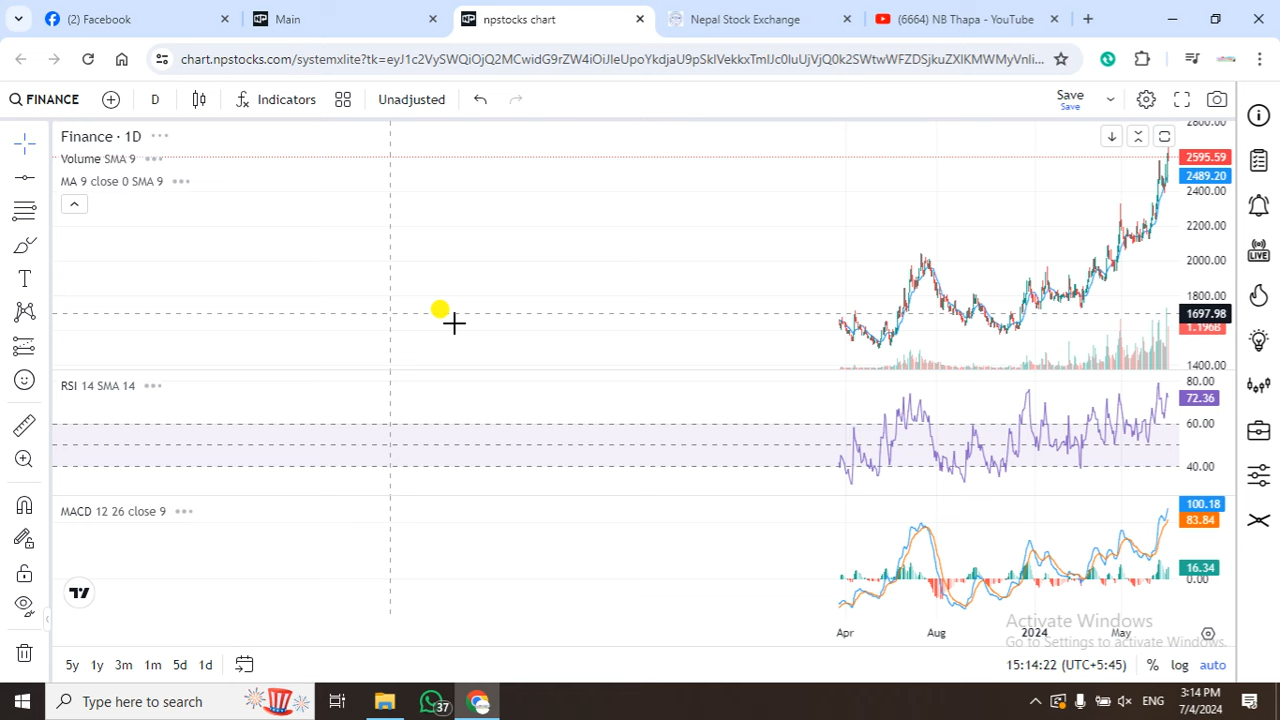 (2) Facebook
Main
npstocks chart
Nepal Stock Exchange
(6664) NB Thapa - YouTube
chart.npstocks.com/systemxlite?tk=eyJ1c2VySWQiOjQ2MCwidG9rZW4iOiJleUpoYkdjaU9pSklVekkxTmlJc0luUjVjQ0k2SWtwWFZDSjkuZXlKMWMyVnli...
FINANCE
D
Indicators
Unadjusted
Save
Save
Finance · 1D
Volume SMA 9
MA 9 close 0 SMA 9
2800.00
2595.59
2489.20
2400.00
2200.00
2000.00
1800.00
1697.98
1.196B
1400.00
LIVE
RSI 14 SMA 14
80.00
72.36
60.00
40.00
MACD 12 26 close 9
100.18
83.84
16.34
0.00
Apr
Aug
2024
May
Activate Windows
Go to Settings to activate Windows.
5y
1y
3m
1m
5d
1d
15:14:22 (UTC+5:45)
%
log
auto
Type here to search
37
ENG
3:14 PM
7/4/2024